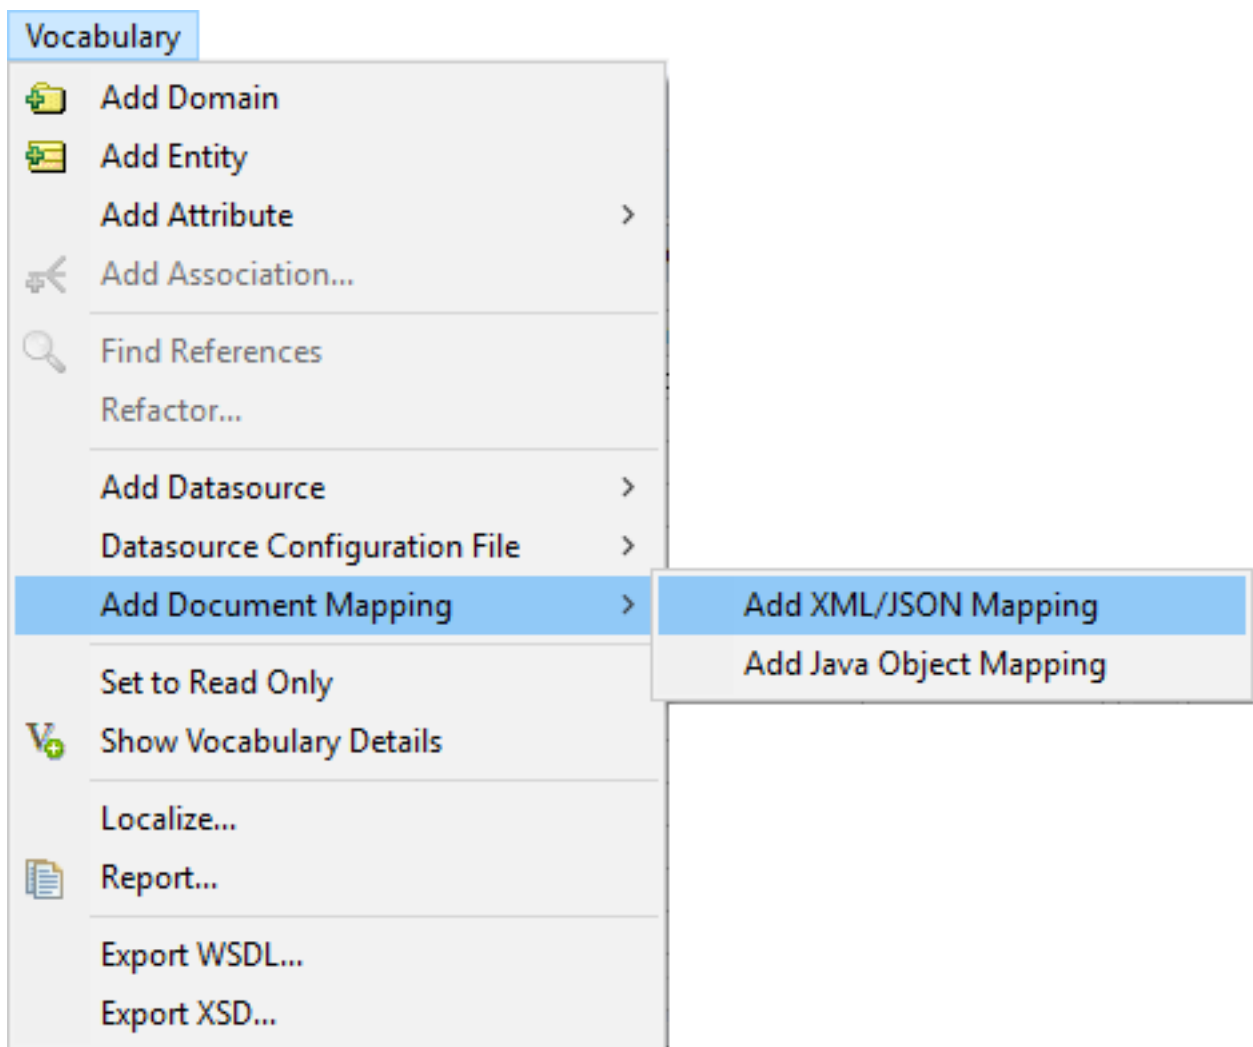 Vocabulary
Add Domain
Add Entity
Add Attribute
Add Association...
Find References
Refactor...
Add Datasource
Datasource Configuration File
Add Document Mapping
Add XML/JSON Mapping
Add Java Object Mapping
Set to Read Only
Show Vocabulary Details
Localize...
Report...
Export WSDL...
Export XSD...